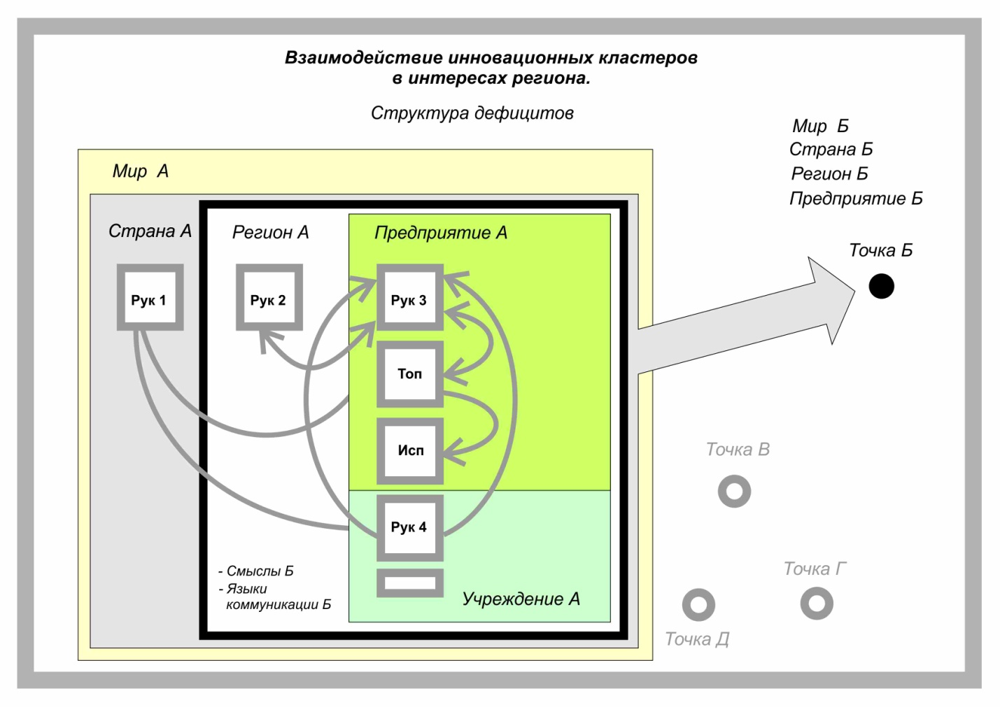 Взаимодействие инновационных кластеров
в интересах региона.
Структура дефицитов
Мир Б
Страна Б
Регион Б
Предприятие Б
Точка Б
Мир А
Страна А
Регион А
Предприятие А
Рук 1
Рук 2
Рук 3
Топ
Исп
Рук 4
- Смыслы Б
- Языки
коммуникации Б
Учреждение А
Точка В
Точка Г
Точка Д